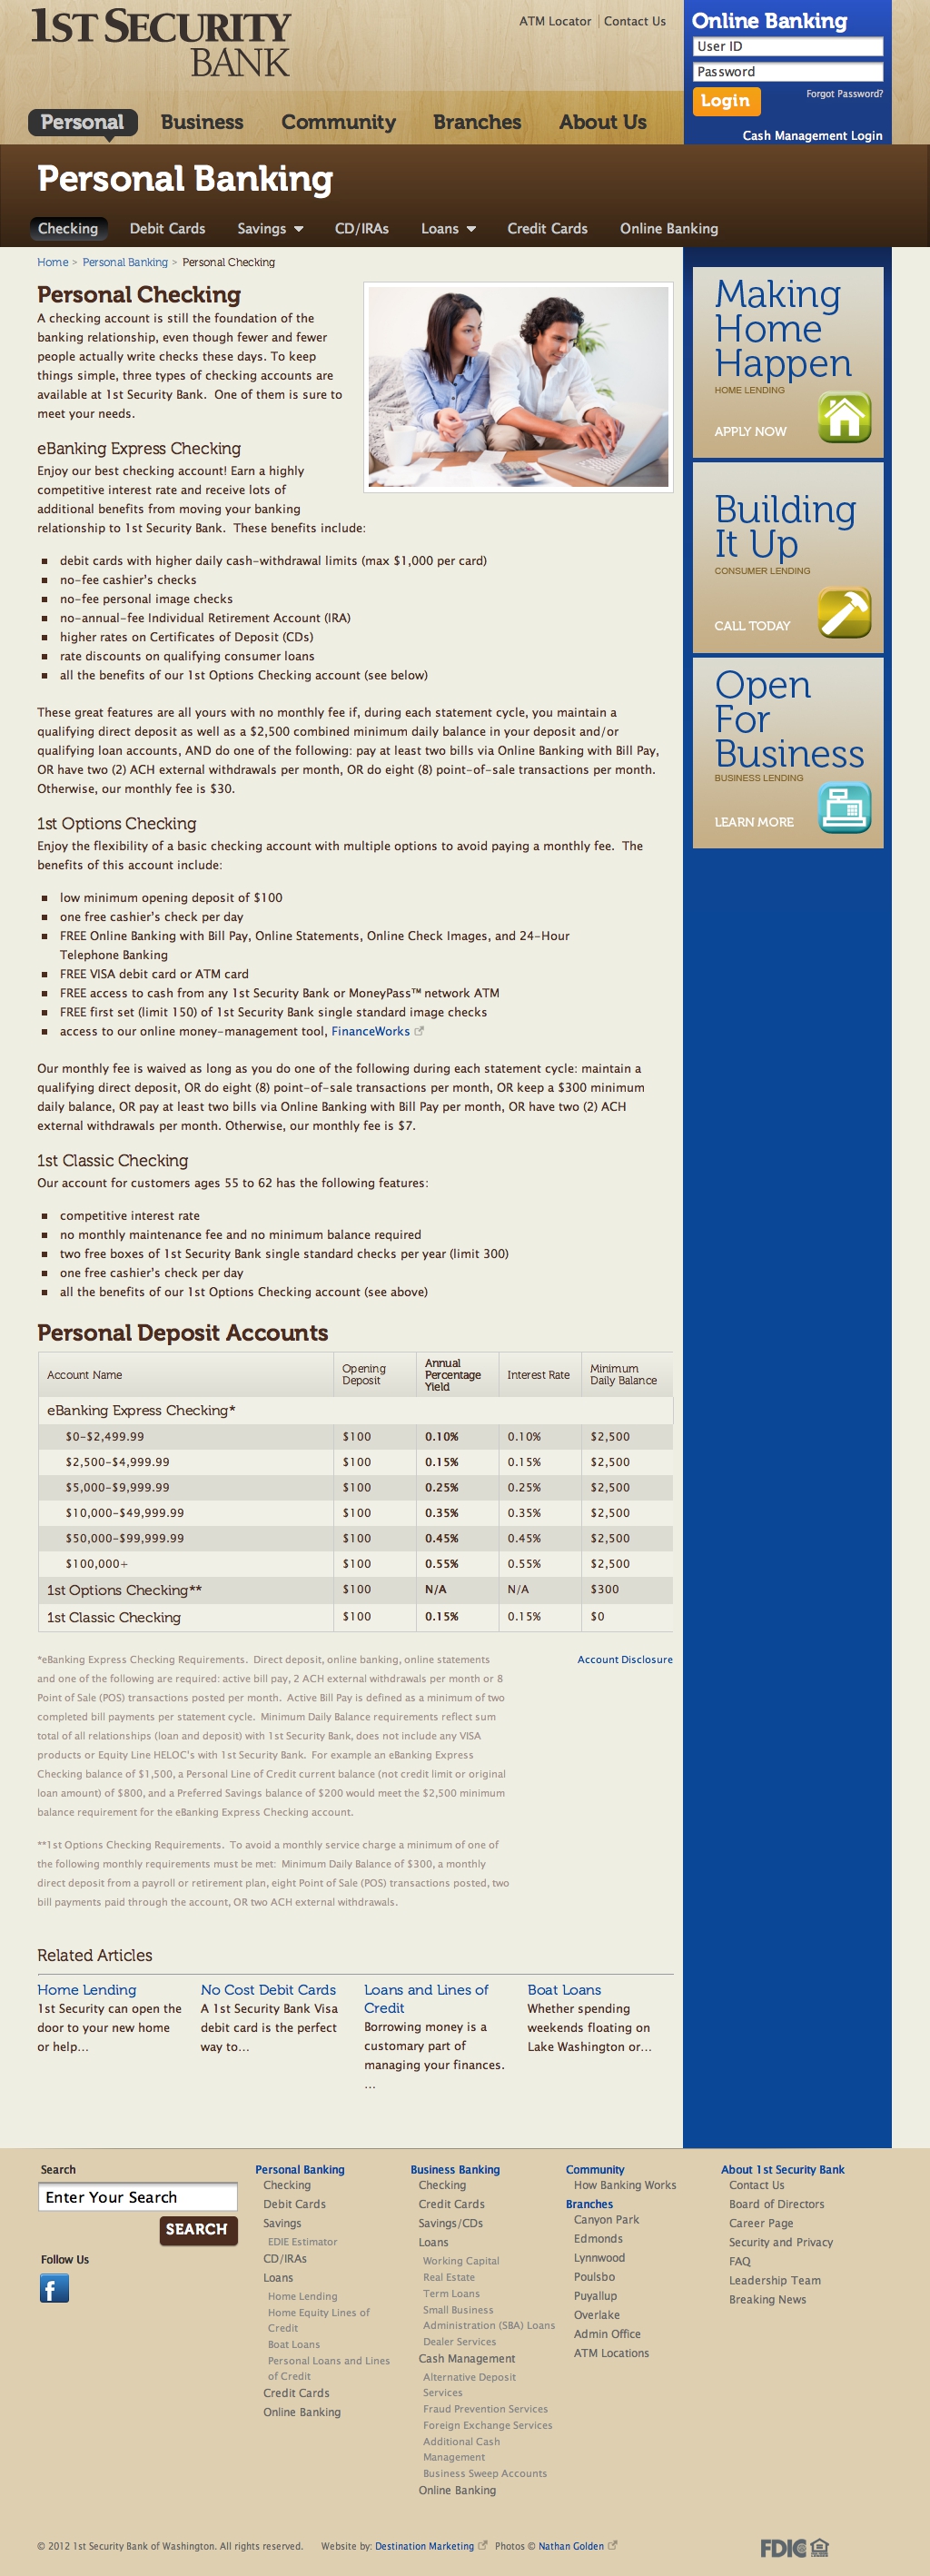 1ST SECURITY
BANK
ATM Locator | Contact Us
Online Banking
User ID
Password
Login
Forgot Password?
Cash Management Login
Personal Business Community Branches About Us
Personal Banking
Checking Debit Cards Savings CD/IRAs Loans Credit Cards Online Banking
Home > Personal Banking > Personal Checking
Personal Checking
A checking account is still the foundation of the
banking relationship, even though fewer and fewer
people actually write checks these days. To keep
things simple, three types of checking accounts are
available at 1st Security Bank. One of them is sure to
meet your needs.
eBanking Express Checking
Enjoy our best checking account! Earn a highly
competitive interest rate and receive lots of
additional benefits from moving your banking
relationship to 1st Security Bank. These benefits include:
debit cards with higher daily cash-withdrawal limits (max $1,000 per card)
no-fee cashier's checks
no-fee personal image checks
no-annual-fee Individual Retirement Account (IRA)
higher rates on Certificates of Deposit (CDs)
rate discounts on qualifying consumer loans
all the benefits of our 1st Options Checking account (see below)
These great features are all yours with no monthly fee if, during each statement cycle, you maintain a
qualifying direct deposit as well as a $2,500 combined minimum daily balance in your deposit and/or
qualifying loan accounts, AND do one of the following: pay at least two bills via Online Banking with Bill Pay,
OR have two (2) ACH external withdrawals per month, OR do eight (8) point-of-sale transactions per month.
Otherwise, our monthly fee is $30.
1st Options Checking
Enjoy the flexibility of a basic checking account with multiple options to avoid paying a monthly fee. The
benefits of this account include:
low minimum opening deposit of $100
one free cashier's check per day
FREE Online Banking with Bill Pay, Online Statements, Online Check Images, and 24-Hour
Telephone Banking
FREE VISA debit card or ATM card
FREE access to cash from any 1st Security Bank or MoneyPass™ network ATM
FREE first set (limit 150) of 1st Security Bank single standard image checks
access to our online money-management tool, FinanceWorks
Our monthly fee is waived as long as you do one of the following during each statement cycle: maintain a
qualifying direct deposit, OR do eight (8) point-of-sale transactions per month, OR keep a $300 minimum
daily balance, OR pay at least two bills via Online Banking with Bill Pay per month, OR have two (2) ACH
external withdrawals per month. Otherwise, our monthly fee is $7.
1st Classic Checking
Our account for customers ages 55 to 62 has the following features:
competitive interest rate
no monthly maintenance fee and no minimum balance required
two free boxes of 1st Security Bank single standard checks per year (limit 300)
one free cashier's check per day
all the benefits of our 1st Options Checking account (see above)
Making
Home
Happen
HOME LENDING
APPLY NOW
Building
It Up
CONSUMER LENDING
CALL TODAY
Open
For
Business
BUSINESS LENDING
LEARN MORE
Personal Deposit Accounts
Account Name Opening Deposit Annual Percentage Yield Interest Rate Minimum Daily Balance
eBanking Express Checking*
$0-$2,499.99 $100 0.10% 0.10% $2,500
$2,500-$4,999.99 $100 0.15% 0.15% $2,500
$5,000-$9,999.99 $100 0.25% 0.25% $2,500
$10,000-$49,999.99 $100 0.35% 0.35% $2,500
$50,000-$99,999.99 $100 0.45% 0.45% $2,500
$100,000+ $100 0.55% 0.55% $2,500
1st Options Checking** $100 N/A N/A $300
1st Classic Checking $100 0.15% 0.15% $0
Account Disclosure
*eBanking Express Checking Requirements. Direct deposit, online banking, online statements
and one of the following are required: active bill pay, 2 ACH external withdrawals per month or 8
Point of Sale (POS) transactions posted per month. Active Bill Pay is defined as a minimum of two
completed bill payments per statement cycle. Minimum Daily Balance requirements reflect sum
total of all relationships (loan and deposit) with 1st Security Bank, does not include any VISA
products or Equity Line HELOC's with 1st Security Bank. For example an eBanking Express
Checking balance of $1,500, a Personal Line of Credit current balance (not credit limit or original
loan amount) of $800, and a Preferred Savings balance of $200 would meet the $2,500 minimum
balance requirement for the eBanking Express Checking account.
**1st Options Checking Requirements. To avoid a monthly service charge a minimum of one of
the following monthly requirements must be met: Minimum Daily Balance of $300, a monthly
direct deposit from a payroll or retirement plan, eight Point of Sale (POS) transactions posted, two
bill payments paid through the account, OR two ACH external withdrawals.
Related Articles
Home Lending
1st Security can open the
door to your new home
or help...
No Cost Debit Cards
A 1st Security Bank Visa
debit card is the perfect
way to...
Loans and Lines of
Credit
Borrowing money is a
customary part of
managing your finances.
...
Boat Loans
Whether spending
weekends floating on
Lake Washington or...
Search
Enter Your Search
SEARCH
Follow Us
f
Personal Banking
Checking
Debit Cards
Savings
EDIE Estimator
CD/IRAs
Loans
Home Lending
Home Equity Lines of
Credit
Boat Loans
Personal Loans and Lines
of Credit
Credit Cards
Online Banking
Business Banking
Checking
Credit Cards
Savings/CDs
Loans
Working Capital
Real Estate
Term Loans
Small Business
Administration (SBA) Loans
Dealer Services
Cash Management
Alternative Deposit
Services
Fraud Prevention Services
Foreign Exchange Services
Additional Cash
Management
Business Sweep Accounts
Online Banking
Community
How Banking Works
Branches
Canyon Park
Edmonds
Lynnwood
Poulsbo
Puyallup
Overlake
Admin Office
ATM Locations
About 1st Security Bank
Contact Us
Board of Directors
Career Page
Security and Privacy
FAQ
Leadership Team
Breaking News
© 2012 1st Security Bank of Washington. All rights reserved. Website by: Destination Marketing Photos © Nathan Golden
FDIC